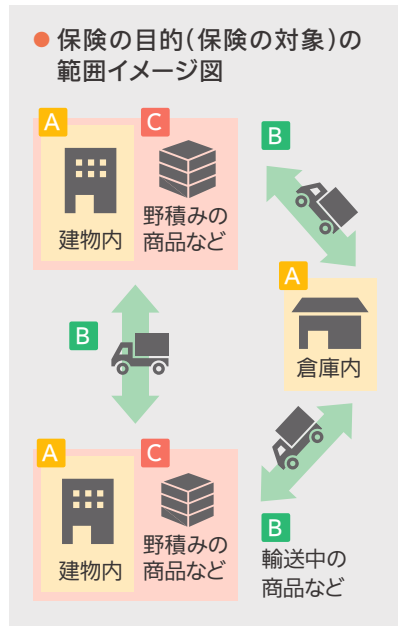 ● 保険の目的(保険の対象)の
範囲イメージ図
A
C
B
建物内
野積みの
商品など
A
倉庫内
B
A
C
建物内
野積みの
商品など
B
輸送中の
商品など